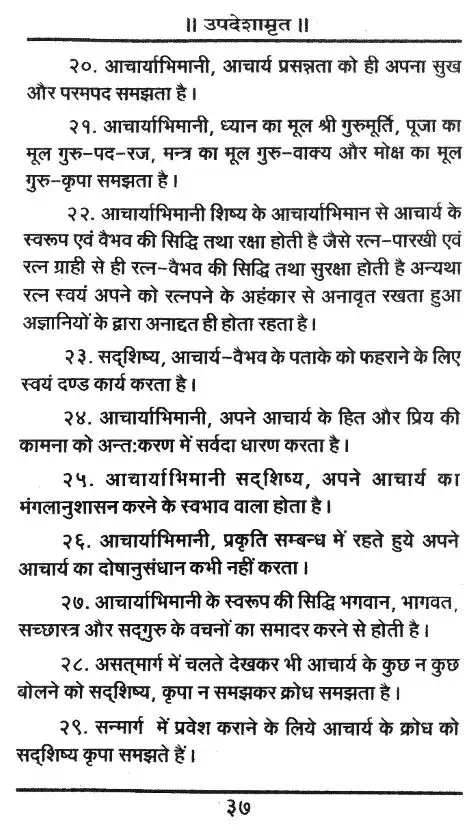 ॥ उपदेशामृत ॥
२०. आचार्याभिमानी, आचार्य प्रसन्नता को ही अपना सुख
और परमपद समझता है।
२१. आचार्याभिमानी, ध्यान का मूल श्री गुरुमूर्ति, पूजा का
मूल गुरु-पद-रज, मन्त्र का मूल गुरु-वाक्य और मोक्ष का मूल
गुरु-कृपा समझता है।
२२. आचार्याभिमानी शिष्य के आचार्याभिमान से आचार्य के
स्वरूप एवं वैभव की सिद्धि तथा रक्षा होती है जैसे रत्न-पारखी एवं
रत्न ग्राही से ही रत्न-वैभव की सिद्धि तथा सुरक्षा होती है अन्यथा
रत्न स्वयं अपने को रत्नपने के अहंकार से अनावृत रखता हुआ
अज्ञानियों के द्वारा अनाद्दत ही होता रहता है।
२३. सद्‌शिष्य, आचार्य-वैभव के पताके को फहराने के लिए
स्वयं दण्ड कार्य करता है।
२४. आचार्याभिमानी, अपने आचार्य के हित और प्रिय की
कामना को अन्त:करण में सर्वदा धारण करता है।
२५. आचार्याभिमानी सद्‌शिष्य, अपने आचार्य का
मंगलानुशासन करने के स्वभाव वाला होता है।
२६. आचार्याभिमानी, प्रकृति सम्बन्ध में रहते हुये अपने
आचार्य का दोषानुसंधान कभी नहीं करता।
२७. आचार्याभिमानी के स्वरूप की सिद्धि भगवान, भागवत,
सच्छास्त्र और सद्‌गुरु के वचनों का समादर करने से होती है।
२८. असत्मार्ग में चलते देखकर भी आचार्य के कुछ न कुछ
बोलने को सद्‌शिष्य, कृपा न समझकर क्रोध समझता है।
२९. सन्मार्ग में प्रवेश कराने के लिये आचार्य के क्रोध को
सद्‌शिष्य कृपा समझते हैं।
३७